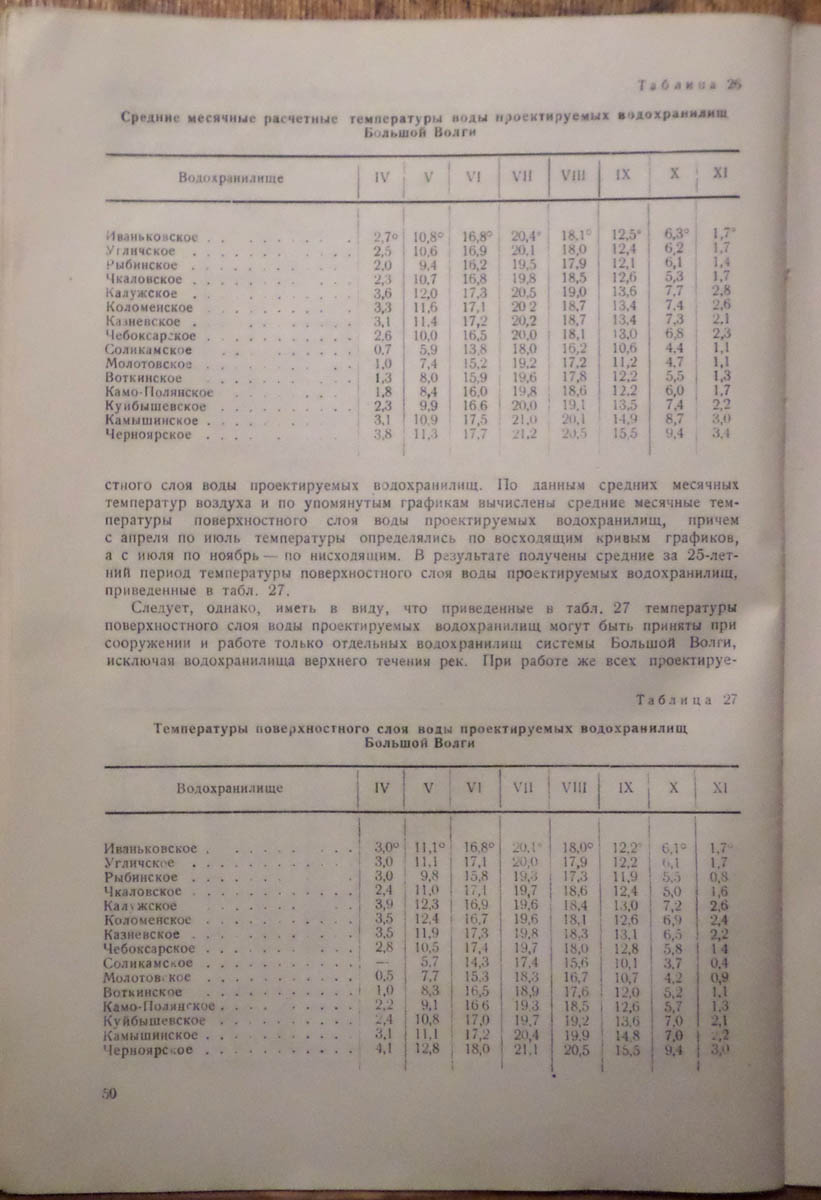 Таблица 26
Средние месячные расчетные температуры воды проектируемых водохранилищ
Большой Волги
Водохранилище IV V VI VII VIII IX X XI
Иваньковское . . . . . . . . . 2,7° 10,8° 16,8° 20,4° 18,1° 12,5° 6,3° 1,7°
Угличское . . . . . . . . . . . 2,5 10,6 16,9 20,1 18,0 12,4 6,2 1,7
Рыбинское . . . . . . . . . . . 2,0 9,4 16,2 19,5 17,9 12,1 6,1 1,4
Чкаловское . . . . . . . . . . . 2,3 10,7 16,8 19,8 18,5 12,6 5,3 1,7
Калужское . . . . . . . . . . 3,6 12,0 17,3 20,5 19,0 13,6 7,7 2,8
Коломенское . . . . . . . . . . 3,3 11,6 17,1 20 2 18,7 13,4 7,4 2,6
Казневское . . . . . . . . . . 3,1 11,4 17,2 20,2 18,7 13,4 7,3 2,1
Чебоксарское . . . . . . . . . . 2,6 10,0 16,5 20,0 18,1 13,0 6,8 2,3
Соликамское . . . . . . . . . 0,7 5,9 13,8 18,0 16,2 10,6 4,4 1,1
Молотовское . . . . . . . . . . 1,0 7,4 15,2 19,2 17,2 11,2 4,7 1,1
Воткинское . . . . . . . . . . 1,3 8,0 15,9 19,6 17,8 12,2 5,5 1,3
Камо-Полянское . . . . . . . . 1,8 8,4 16,0 19,8 18,6 12,2 6,0 1,7
Куйбышевское . . . . . . . . . . 2,3 9,9 16 6 20,0 19,1 13,5 7,4 2,2
Камышинское . . . . . . . . . . 3,1 10,9 17,5 21,0 20,1 14,9 8,7 3,0
Черноярское . . . . . . . . . . 3,8 11,3 17,7 21,2 20,5 15,5 9,4 3,4
стного слоя воды проектируемых водохранилищ. По данным средних месячных
температур воздуха и по упомянутым графикам вычислены средние месячные тем-
пературы поверхностного слоя воды проектируемых водохранилищ, причем
с апреля по июль температуры определялись по восходящим кривым графиков,
а с июля по ноябрь — по нисходящим. В результате получены средние за 25-лет-
ний период температуры поверхностного слоя воды проектируемых водохранилищ,
приведенные в табл. 27.
Следует, однако, иметь в виду, что приведенные в табл. 27 температуры
поверхностного слоя воды проектируемых водохранилищ могут быть приняты при
сооружении и работе только отдельных водохранилищ системы Большой Волги,
исключая водохранилища верхнего течения рек. При работе же всех проектируе-
Таблица 27
Температуры поверхностного слоя воды проектируемых водохранилищ
Большой Волги
Водохранилище IV V VI VII VIII IX X XI
Иваньковское . . . . . . . . . 3,0° 11,1° 16,8° 20,1° 18,0° 12,2° 6,1° 1,7°
Угличское . . . . . . . . . . . 3,0 11,1 17,1 20,0 17,9 12,2 6,1 1,7
Рыбинское . . . . . . . . . . . 3,0 9,8 15,8 19,3 17,3 11,9 5,5 0,8
Чкаловское . . . . . . . . . . . 2,4 11,0 17,1 19,7 18,6 12,4 5,0 1,6
Калужское . . . . . . . . . . . 3,9 12,3 16,9 19,6 18,4 13,0 7,2 2,6
Коломенское . . . . . . . . . . 3,5 12,4 16,7 19,6 18,1 12,6 6,9 2,4
Казневское . . . . . . . . . . . 3,5 11,9 17,3 19,8 18,3 13,1 6,5 2,2
Чебоксарское . . . . . . . . . . 2,8 10,5 17,4 19,7 18,0 12,8 5,8 1 4
Соликамское . . . . . . . . . . — 5,7 14,3 17,4 15,6 10,1 3,7 0,4
Молотовское . . . . . . . . . . 0,5 7,7 15,3 18,3 16,7 10,7 4,2 0,9
Воткинское . . . . . . . . . . 1,0 8,3 16,5 18,9 17,6 12,0 5,2 1,1
Камо-Полянское . . . . . . . . . 2,2 9,1 16 6 19,3 18,5 12,6 5,7 1,3
Куйбышевское . . . . . . . . . . 2,4 10,8 17,0 19,7 19,2 13,6 7,0 2,1
Камышинское . . . . . . . . . . 3,1 11,1 17,2 20,4 19,9 14,8 7,0 2,2
Черноярское . . . . . . . . . . 4,1 12,8 18,0 21,1 20,5 15,5 9,4 3,0
50